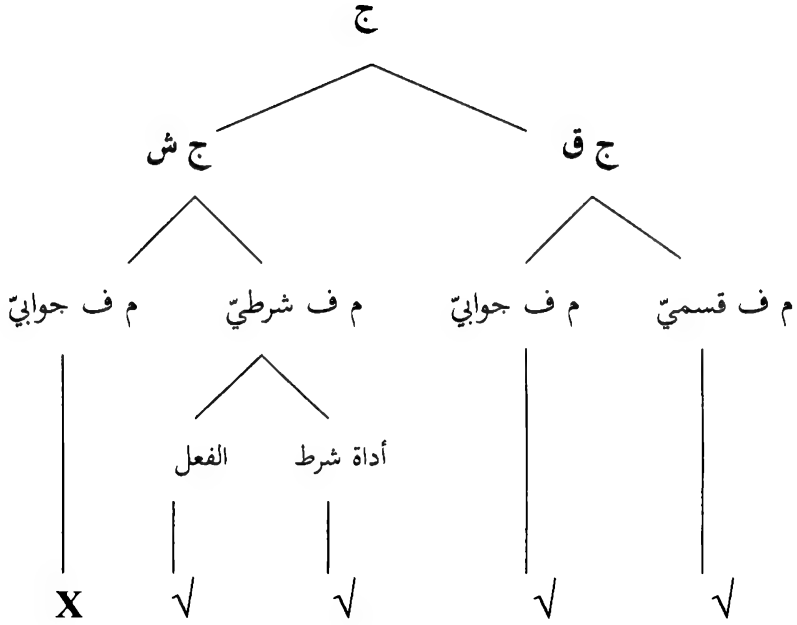 ج
ج ق ج ش
م ف قسميّ م ف جوابيّ م ف شرطيّ م ف جوابيّ
أداة شرط الفعل
√ √ √ √ X